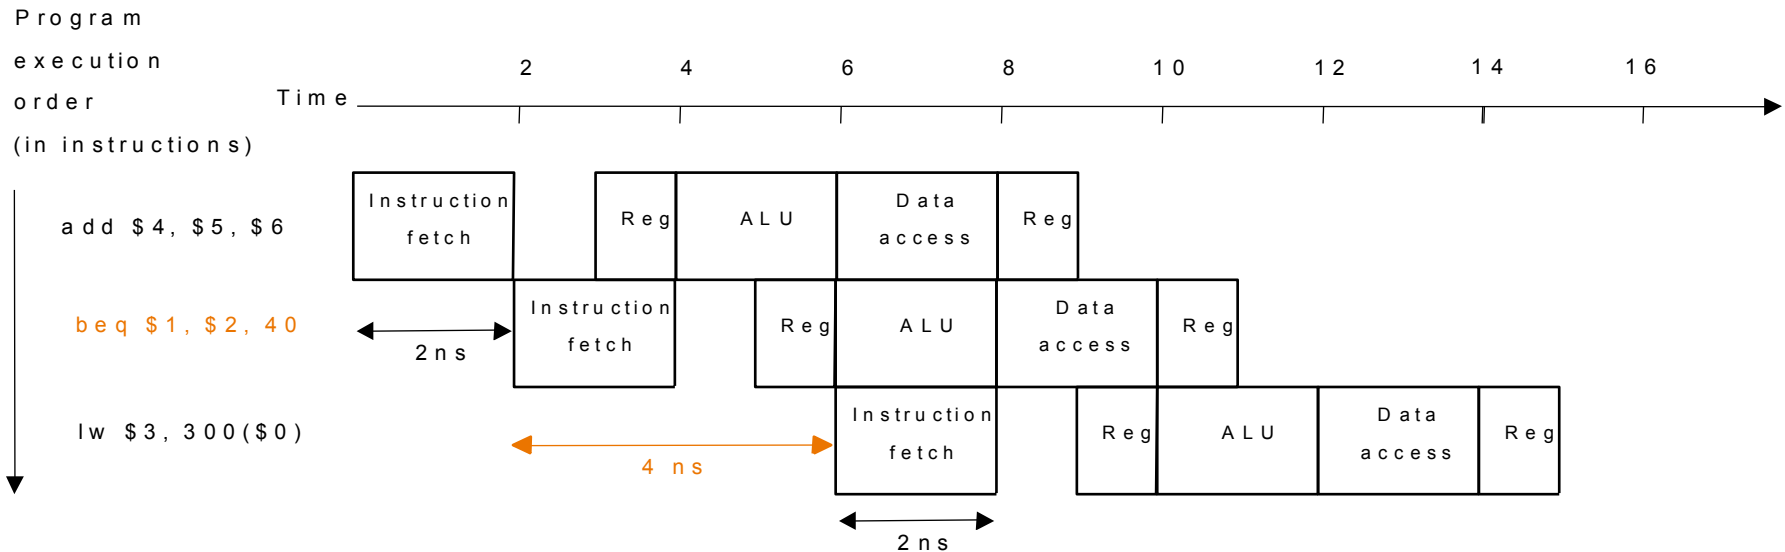 Program
execution
order
(in instructions)
Time
2 4 6 8 10 12 14 16
add $4, $5, $6
Instruction
fetch
Reg
ALU
Data
access
Reg
beq $1, $2, 40
2ns
Instruction
fetch
Reg
ALU
Data
access
Reg
lw $3, 300($0)
4 ns
Instruction
fetch
Reg
ALU
Data
access
Reg
2ns